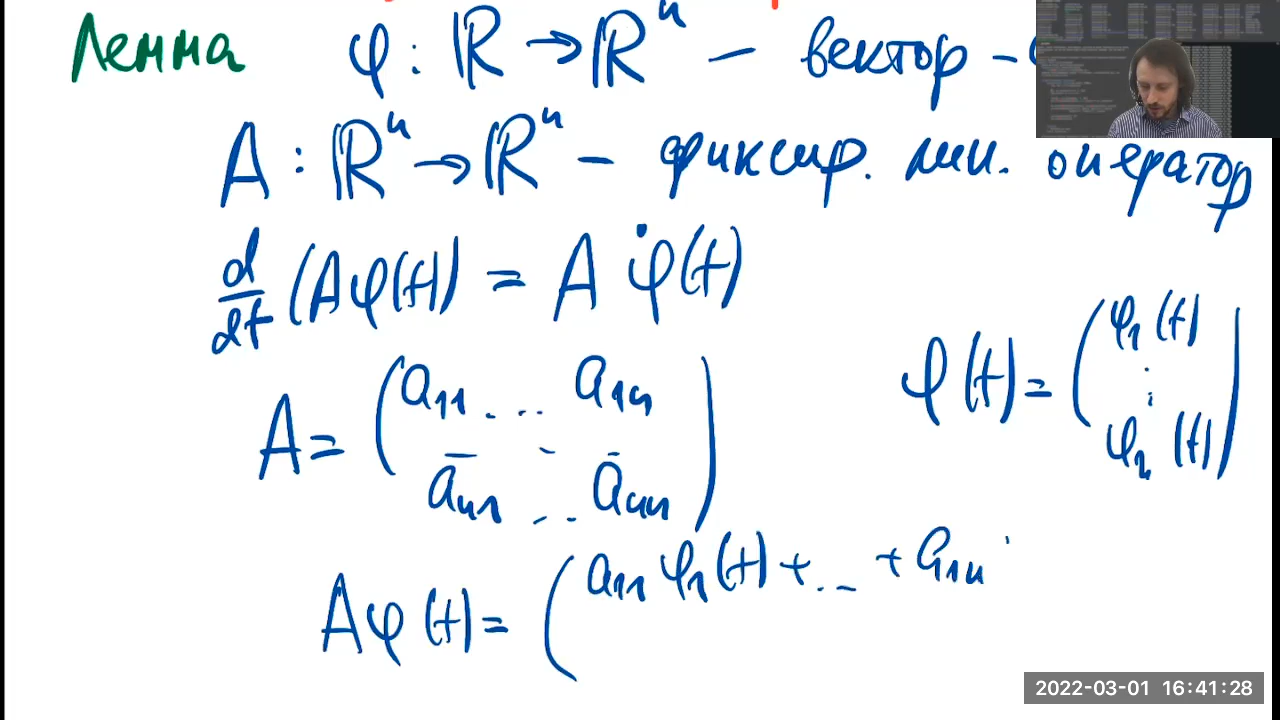 Лемма φ : ℝ → ℝⁿ — вектор -
A : ℝⁿ → ℝⁿ — фиксир. лин. оператор
d/dt (Aφ(t)) = A φ̇(t)
A = (a₁₁ ... a₁ₙ
aₙ₁ ... aₙₙ)
φ(t) = (φ₁(t)
⋮
φₙ(t))
Aφ(t) = (a₁₁ φ₁(t) + ... + a₁ₙ
2022-03-01 16:41:28